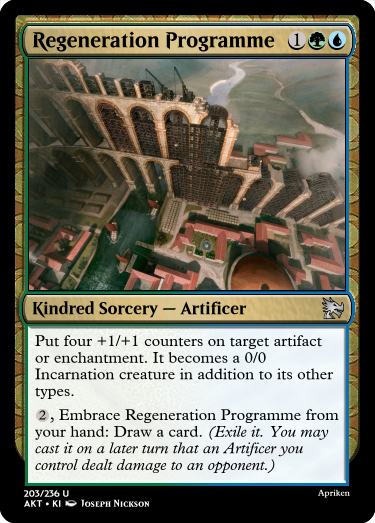 Regeneration Programme 1
Kindred Sorcery — Artificer
Put four +1/+1 counters on target artifact
or enchantment. It becomes a 0/0
Incarnation creature in addition to its other
types.
2, Embrace Regeneration Programme from
your hand: Draw a card. (Exile it. You may
cast it on a later turn that an Artificer you
control dealt damage to an opponent.)
203/236 U
Apriken
AKT • KI Joseph Nickson